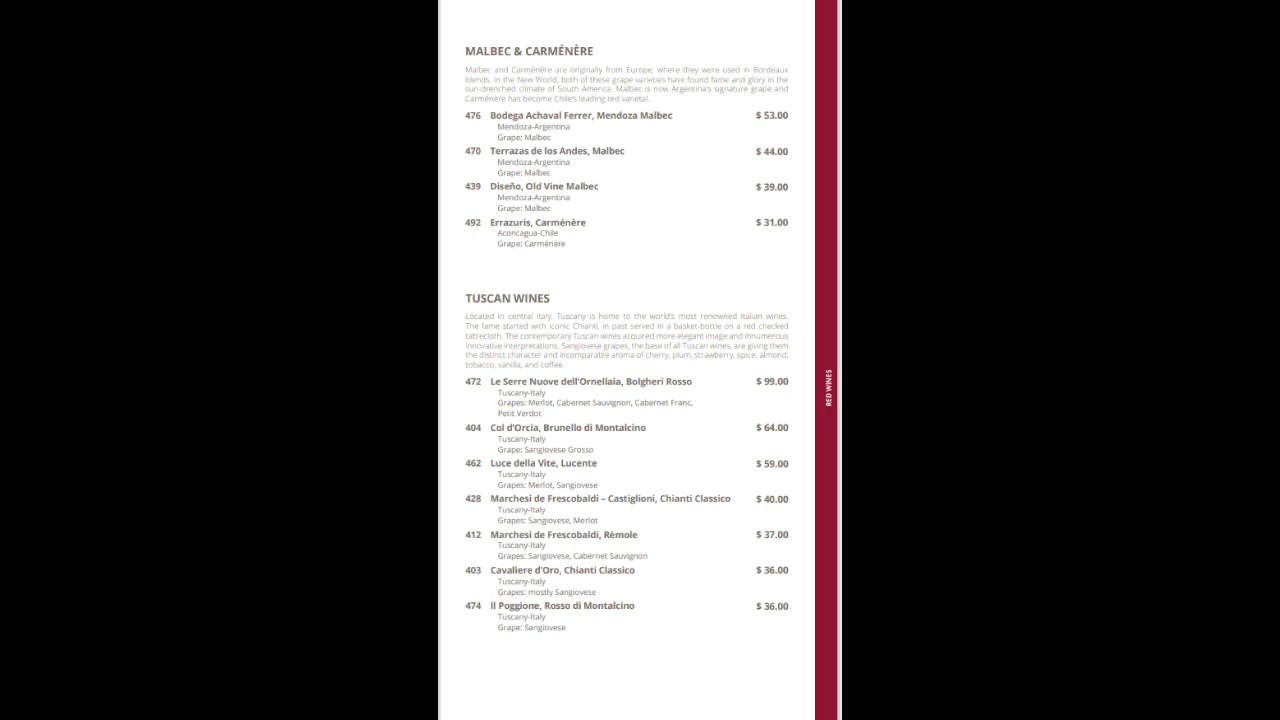 MALBEC & CARMÉNÈRE
Malbec and Carménère are originally from Europe, where they were used in Bordeaux
blends. In the New World, both of these grape varieties have found fame and glory in the
sun-drenched climate of South America. Malbec is now Argentina's signature grape and
Carménère has become Chile's leading red varietal.
476 Bodega Achaval Ferrer, Mendoza Malbec $ 53.00
Mendoza-Argentina
Grape: Malbec
470 Terrazas de los Andes, Malbec $ 44.00
Mendoza-Argentina
Grape: Malbec
439 Diseño, Old Vine Malbec $ 39.00
Mendoza-Argentina
Grape: Malbec
492 Errazuris, Carménère $ 31.00
Aconcagua-Chile
Grape: Carménère
TUSCAN WINES
Located in central Italy, Tuscany is home to the world's most renowned Italian wines.
The fame started with iconic Chianti, in past served in a basket-bottle on a red checked
tablecloth. The contemporary Tuscan wines acquired more elegant image and innumerous
innovative interpretations. Sangiovese grapes, the base of all Tuscan wines, are giving them
the distinct character and incomparable aroma of cherry, plum, strawberry, spice, almond,
tobacco, vanilla, and coffee.
472 Le Serre Nuove dell'Ornellaia, Bolgheri Rosso $ 99.00
Tuscany-Italy
Grapes: Merlot, Cabernet Sauvignon, Cabernet Franc,
Petit Verdot
404 Col d'Orcia, Brunello di Montalcino $ 64.00
Tuscany-Italy
Grape: Sangiovese Grosso
462 Luce della Vite, Lucente $ 59.00
Tuscany-Italy
Grapes: Merlot, Sangiovese
428 Marchesi de Frescobaldi – Castiglioni, Chianti Classico $ 40.00
Tuscany-Italy
Grapes: Sangiovese, Merlot
412 Marchesi de Frescobaldi, Rèmole $ 37.00
Tuscany-Italy
Grapes: Sangiovese, Cabernet Sauvignon
403 Cavaliere d'Oro, Chianti Classico $ 36.00
Tuscany-Italy
Grapes: mostly Sangiovese
474 Il Poggione, Rosso di Montalcino $ 36.00
Tuscany-Italy
Grape: Sangiovese
RED WINES